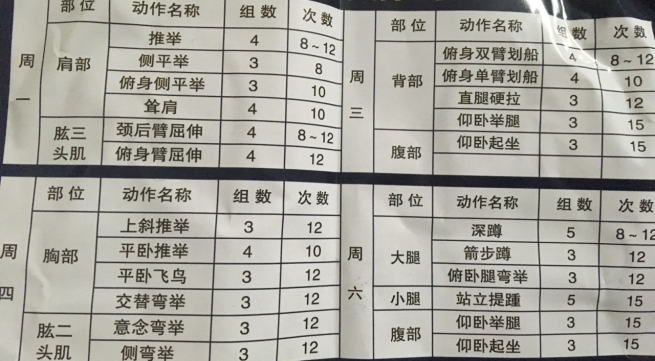 部位 动作名称 组数 次数
周一
肩部
推举 4 8~12
侧平举 3 8
俯身侧平举 3 10
耸肩 4 10
肱三头肌
颈后臂屈伸 4 8~12
俯身臂屈伸 4 12
部位 动作名称 组数 次数
周三
背部
俯身双臂划船 4 8~12
俯身单臂划船 4 10
直腿硬拉 3 12
仰卧举腿 3 15
腹部
仰卧起坐 3 15
部位 动作名称 组数 次数
周四
胸部
上斜推举 3 12
平卧推举 4 10
平卧飞鸟 3 12
交替弯举 3 12
肱二头肌
意念弯举 3 12
侧弯举 3 12
部位 动作名称 组数 次数
周六
大腿
深蹲 5 8~12
箭步蹲 3 12
俯卧腿弯举 3 12
小腿
站立提踵 5 15
腹部
仰卧举腿 3 15
仰卧起坐 3 15